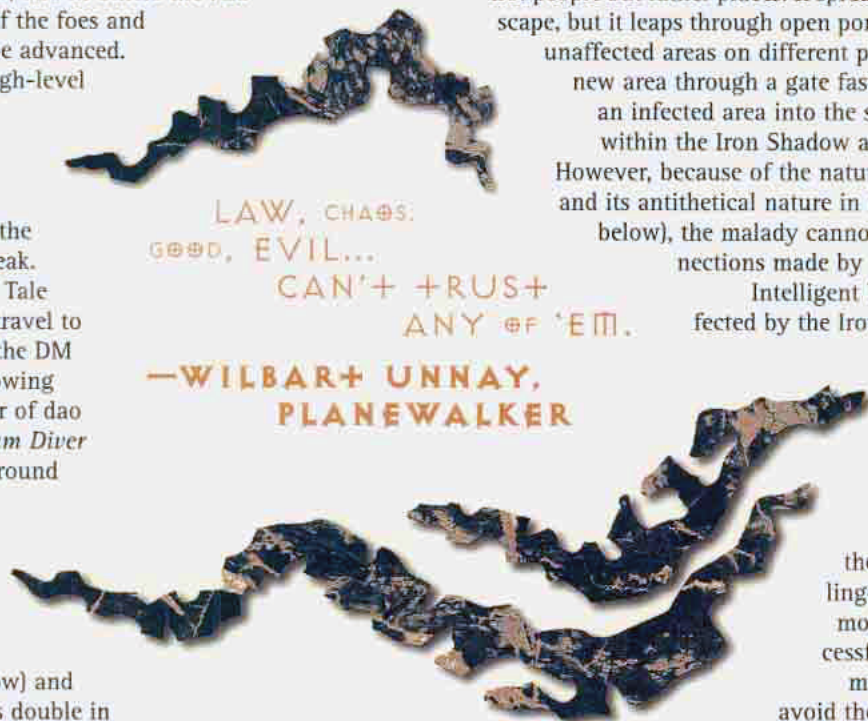 of the foes and
be advanced.
gh-level
the
eak.
Tale
ravel to
the DM
owing
r of dao
m Diver
round
w) and
s double in
LAW, CHAOS.
GOOD, EVIL...
CAN'T TRUST
ANY OF 'EM.
—WILBART UNNAY,
PLANEWALKER
scape, but it leaps through open por
unaffected areas on different p
new area through a gate fas
an infected area into the s
within the Iron Shadow a
However, because of the natu
and its antithetical nature in
below), the malady canno
nections made by
Intelligent
fected by the Iro
the
ling
mo
cessf
m
avoid the